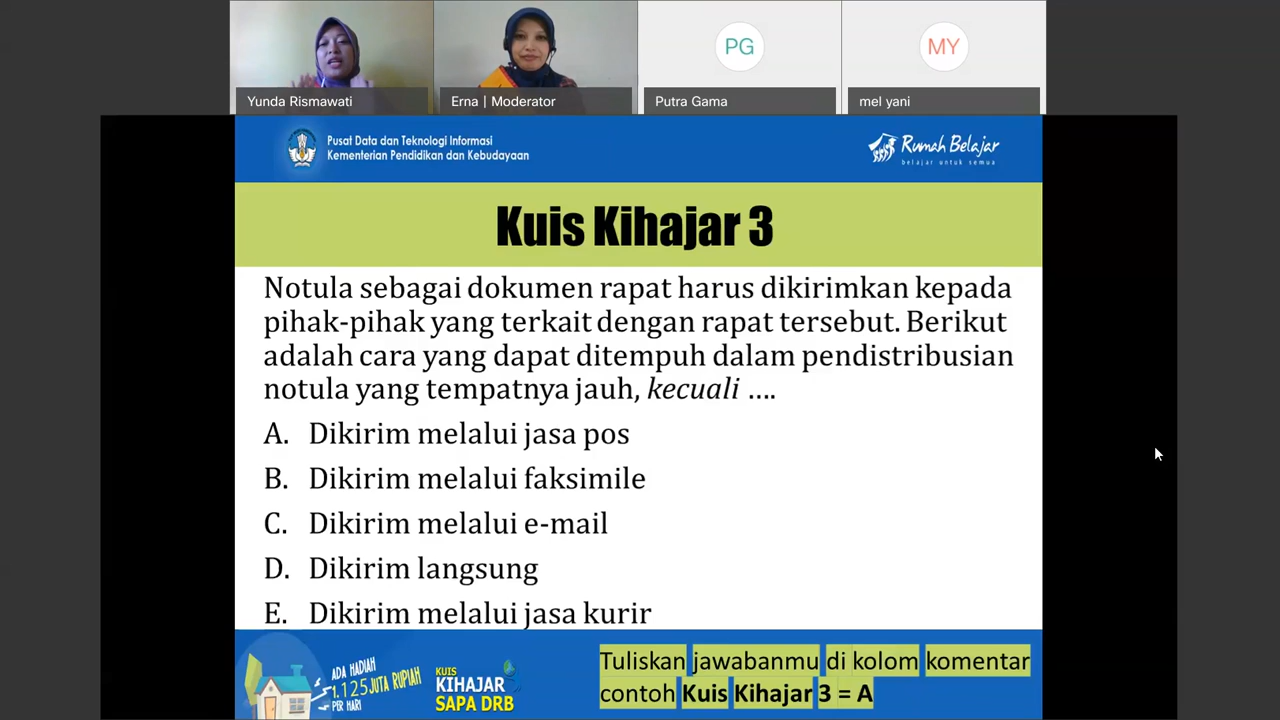 PG
MY
Yunda Rismawati
Erna | Moderator
Putra Gama
mel yani
Pusat Data dan Teknologi Informasi
Kementerian Pendidikan dan Kebudayaan
Rumah Belajar
belajar untuk semua
Kuis Kihajar 3
Notula sebagai dokumen rapat harus dikirimkan kepada
pihak-pihak yang terkait dengan rapat tersebut. Berikut
adalah cara yang dapat ditempuh dalam pendistribusian
notula yang tempatnya jauh, kecuali ....
A. Dikirim melalui jasa pos
B. Dikirim melalui faksimile
C. Dikirim melalui e-mail
D. Dikirim langsung
E. Dikirim melalui jasa kurir
ADA HADIAH
1.125 JUTA RUPIAH
PER HARI
KUIS
KIHAJAR
SAPA DRB
Tuliskan jawabanmu di kolom komentar
contoh Kuis Kihajar 3 = A